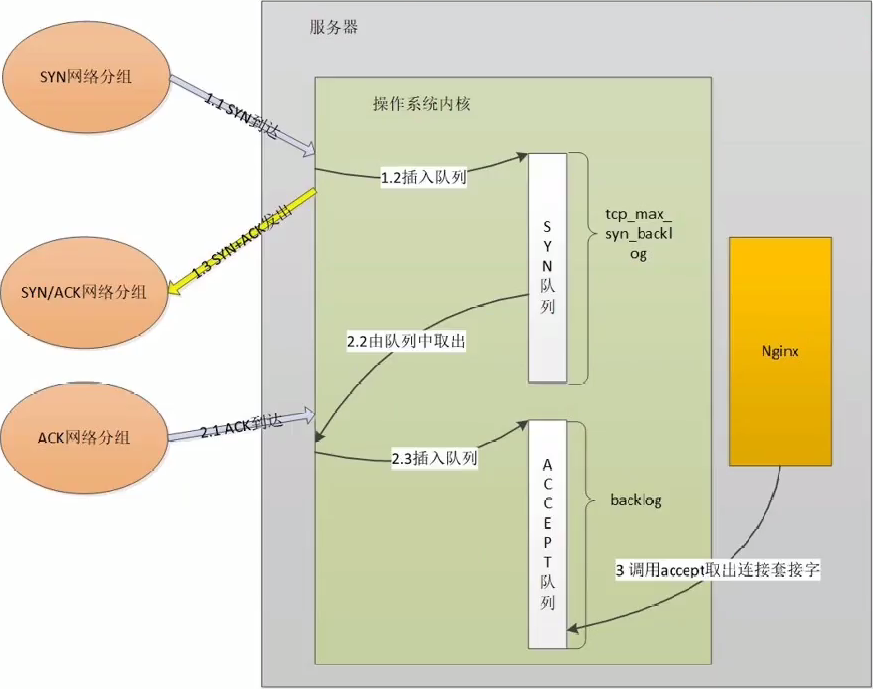 服务器
SYN网络分组
操作系统内核
1.1 SYN到达
1.2插入队列
SYN队列
tcp_max_
syn_backl
og
1.3 SYN+ACK发出
SYN/ACK网络分组
2.2由队列中取出
Nginx
ACK网络分组
2.1 ACK到达
2.3插入队列
ACCEPT队列
backlog
3 调用accept取出连接套接字